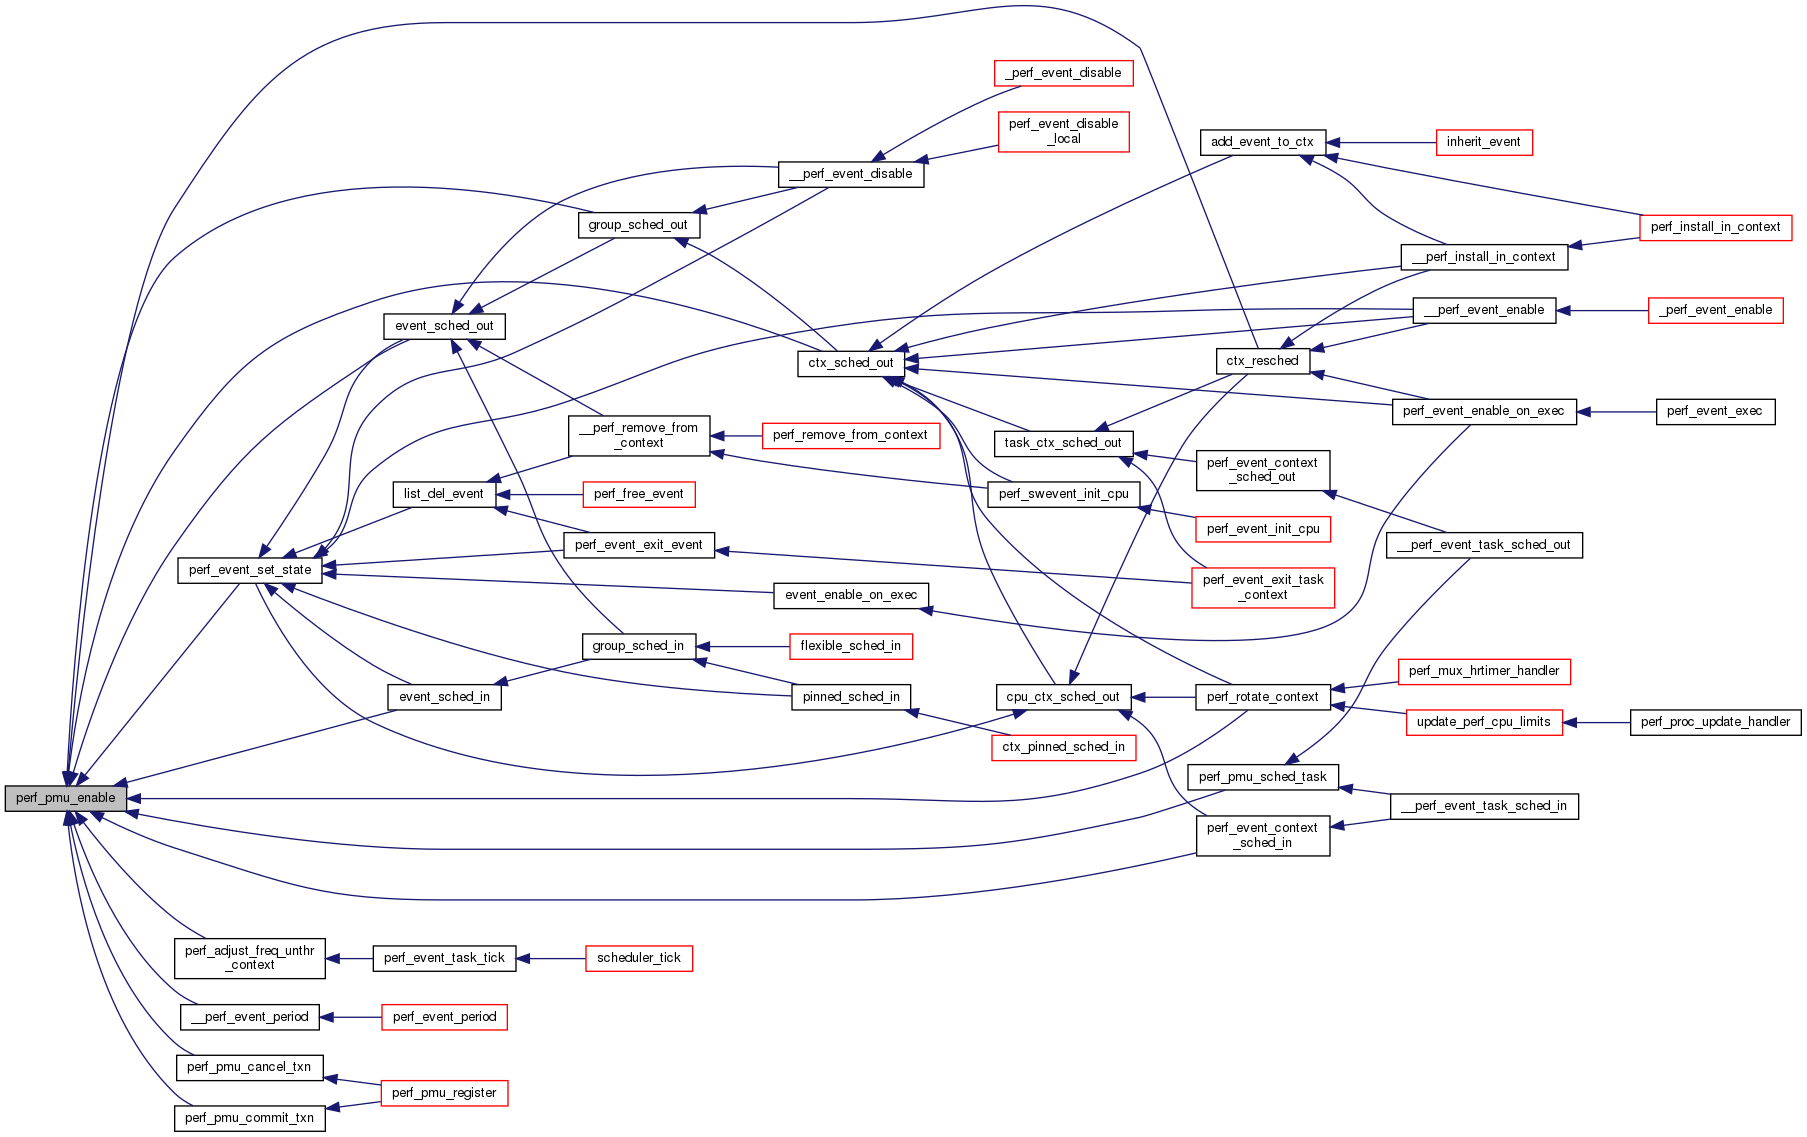 _perf_event_disable
perf_event_disable
_local
add_event_to_ctx
inherit_event
__perf_event_disable
group_sched_out
perf_install_in_context
__perf_install_in_context
event_sched_out
__perf_event_enable
_perf_event_enable
ctx_sched_out
ctx_resched
perf_event_enable_on_exec
perf_event_exec
__perf_remove_from
_context
perf_remove_from_context
task_ctx_sched_out
perf_event_context
_sched_out
list_del_event
perf_free_event
perf_swevent_init_cpu
perf_event_init_cpu
perf_event_exit_event
__perf_event_task_sched_out
perf_event_set_state
perf_event_exit_task
_context
event_enable_on_exec
group_sched_in
flexible_sched_in
perf_mux_hrtimer_handler
event_sched_in
pinned_sched_in
cpu_ctx_sched_out
perf_rotate_context
update_perf_cpu_limits
perf_proc_update_handler
ctx_pinned_sched_in
perf_pmu_sched_task
perf_pmu_enable
__perf_event_task_sched_in
perf_event_context
_sched_in
perf_adjust_freq_unthr
_context
perf_event_task_tick
scheduler_tick
__perf_event_period
perf_event_period
perf_pmu_cancel_txn
perf_pmu_register
perf_pmu_commit_txn